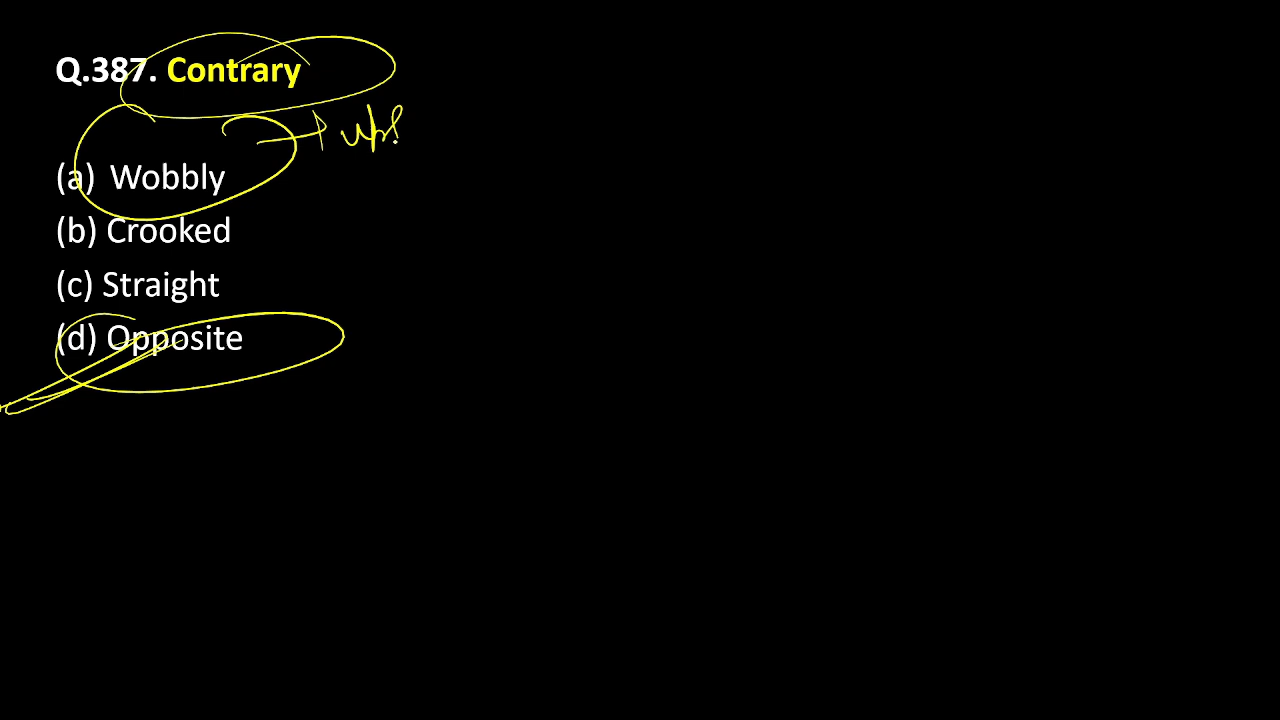 Q.387. Contrary
(a) Wobbly
(b) Crooked
(c) Straight
(d) Opposite